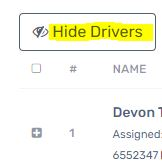 Hide Drivers
# NAME
Devon
1 Assigned:
6552347